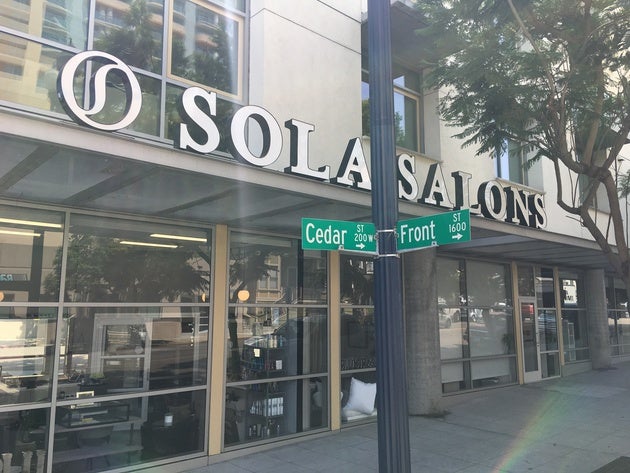 SOLA SALONS
Cedar ST 200 W →
Front ST 1600 →